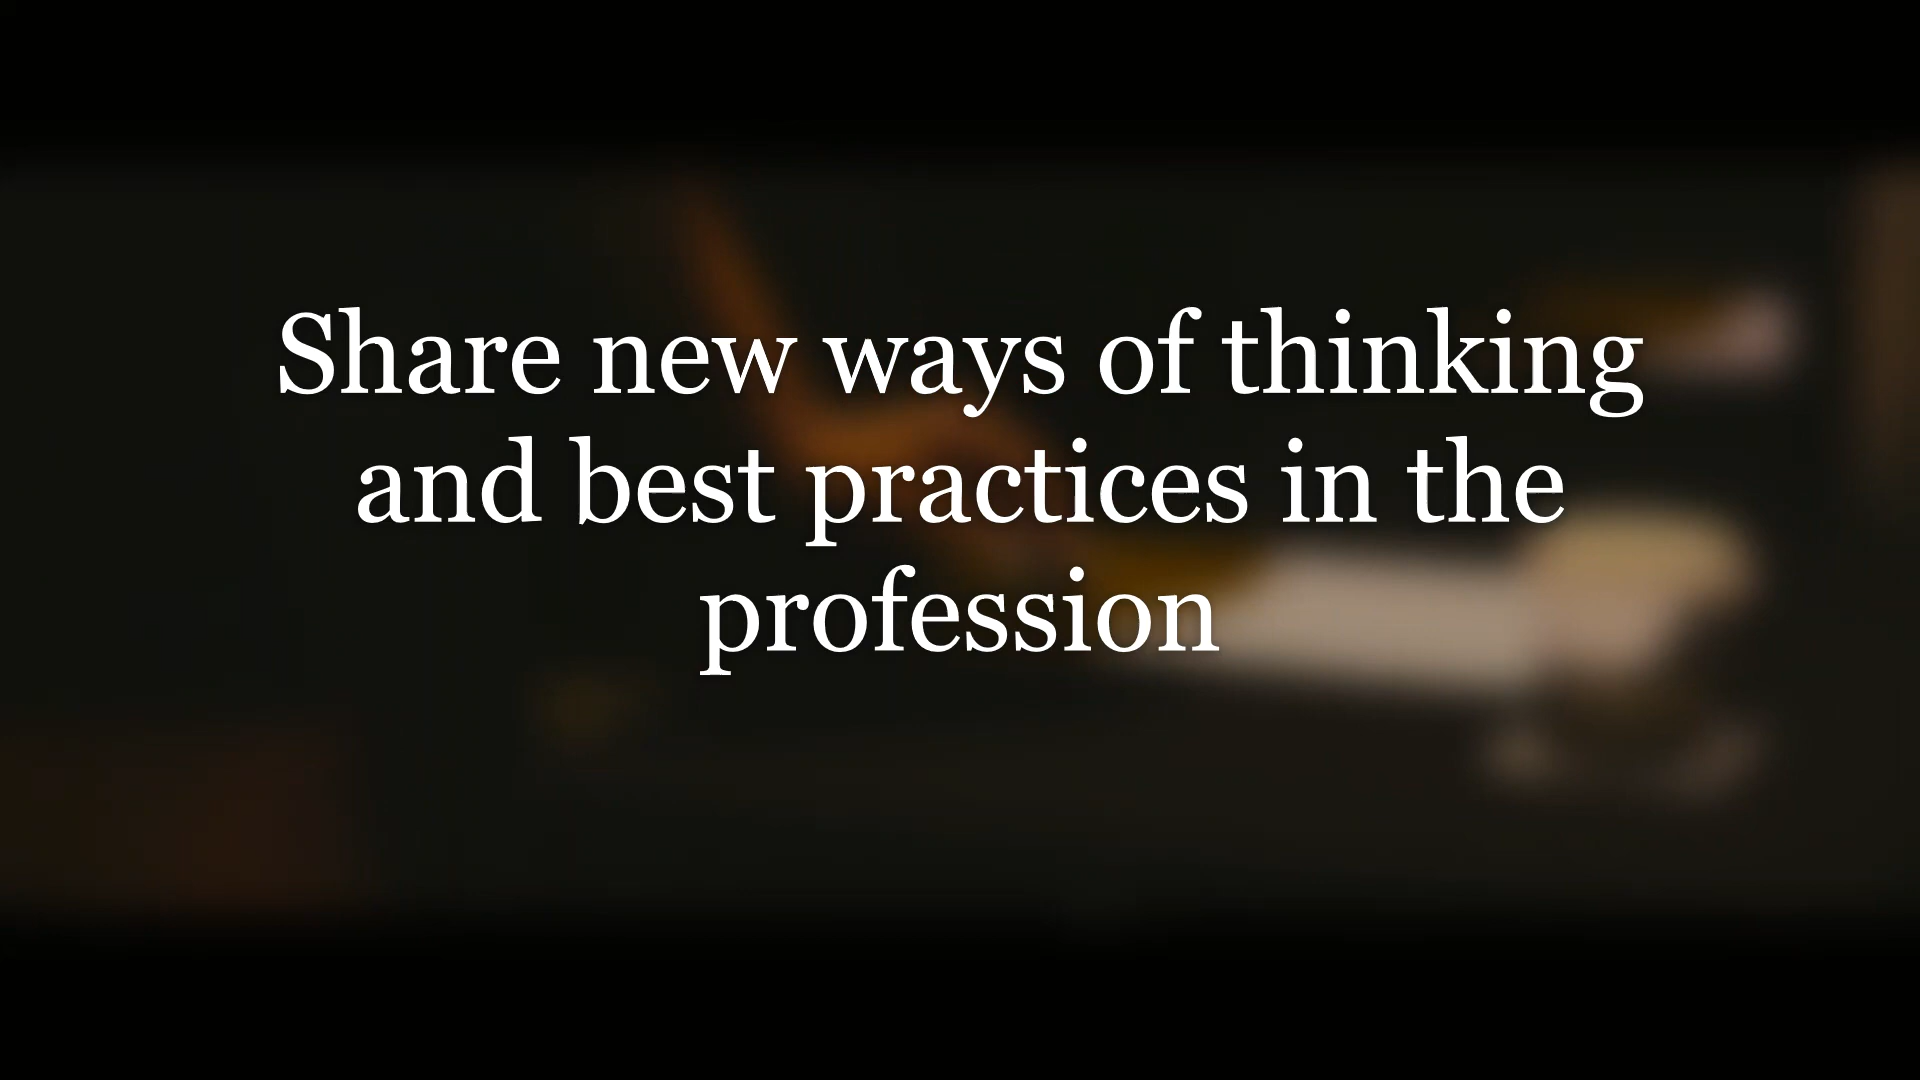 Share new ways of thinking
and best practices in the
profession